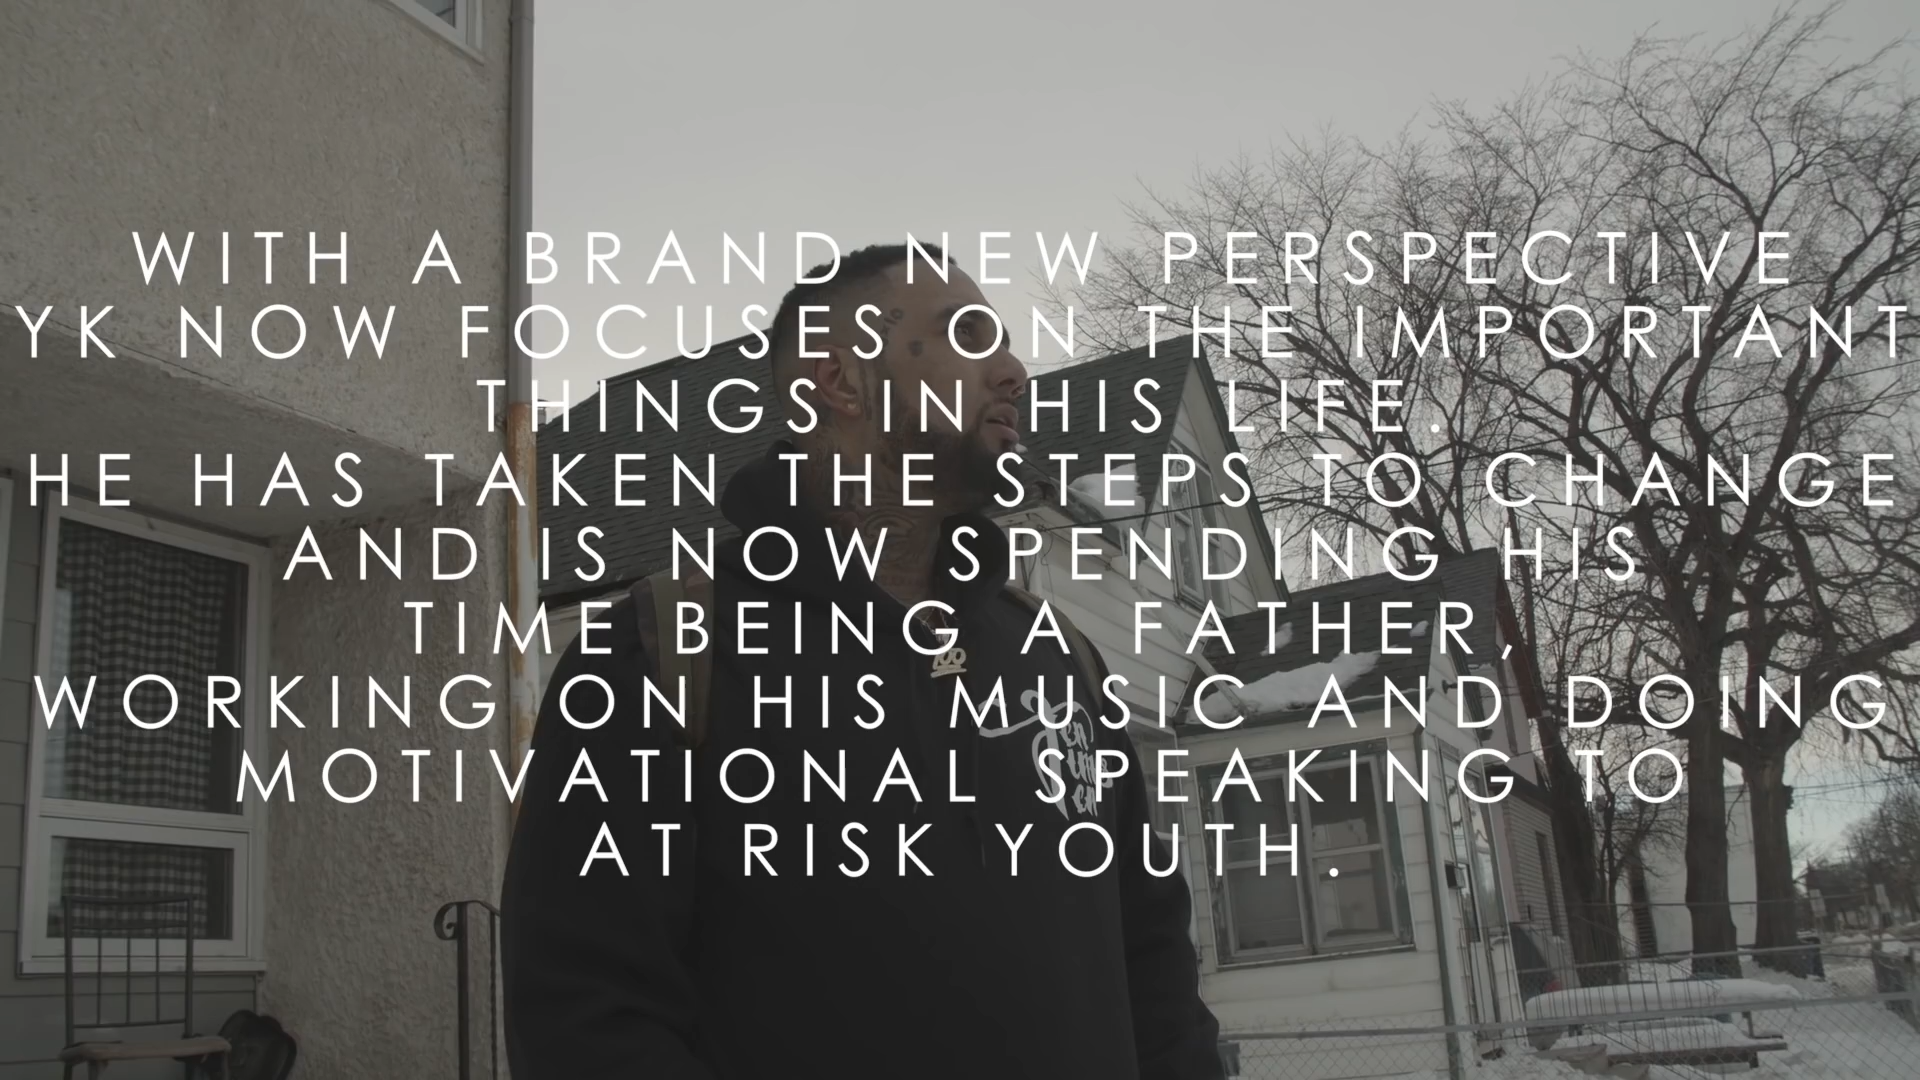 WITH A BRAND NEW PERSPECTIVE
YK NOW FOCUSES ON THE IMPORTANT
THINGS IN HIS LIFE.
HE HAS TAKEN THE STEPS TO CHANGE
AND IS NOW SPENDING HIS
TIME BEING A FATHER,
WORKING ON HIS MUSIC AND DOING
MOTIVATIONAL SPEAKING TO
AT RISK YOUTH.
100